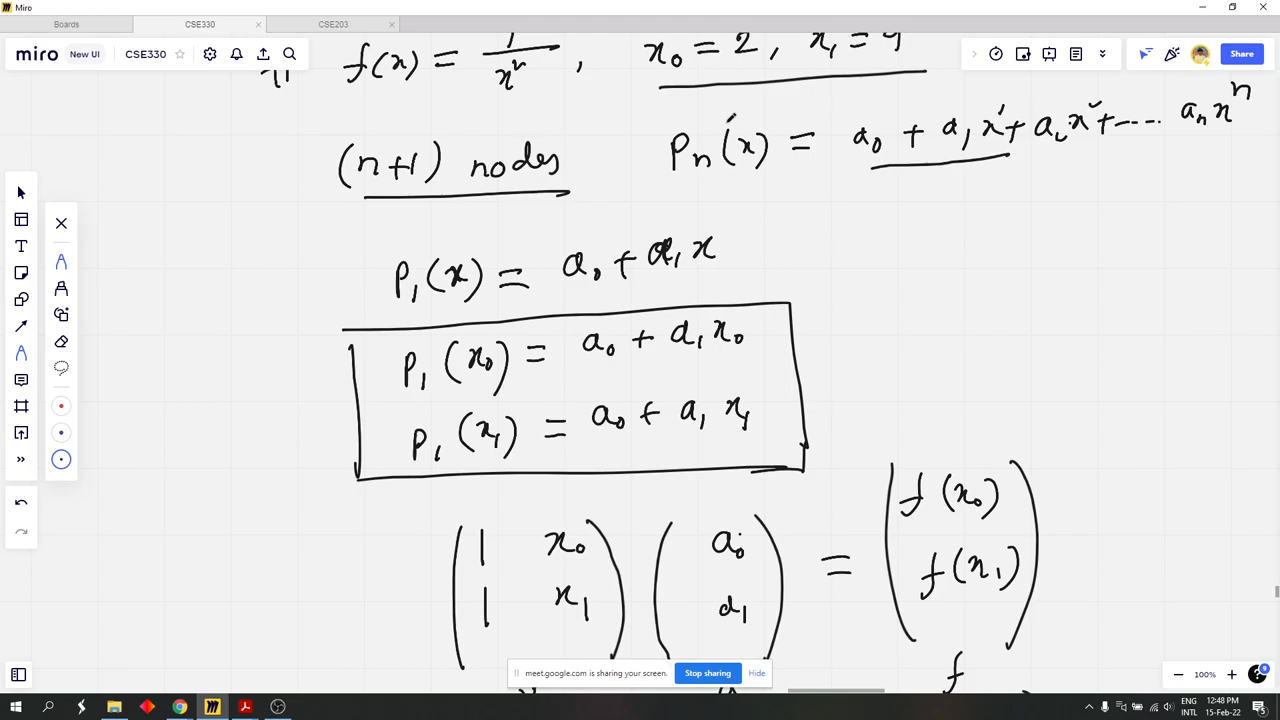 Miro
Boards
CSE330
CSE203
miro New UI CSE330
Share
f(x) = 1/x², x₀ = 2, x₁ = 4
(n+1) nodes
Pₙ(x) = a₀ + a₁x¹ + a₂x² + ---- aₙxⁿ
P₁(x) = a₀ + a₁x
P₁(x₀) = a₀ + a₁x₀
P₁(x₁) = a₀ + a₁x₁
(1 x₀) (a₀) = (f(x₀))
(1 x₁) (a₁) (f(x₁))
f
meet.google.com is sharing your screen. Stop sharing Hide
100%
ENG
12:48 PM
INTL
15-Feb-22